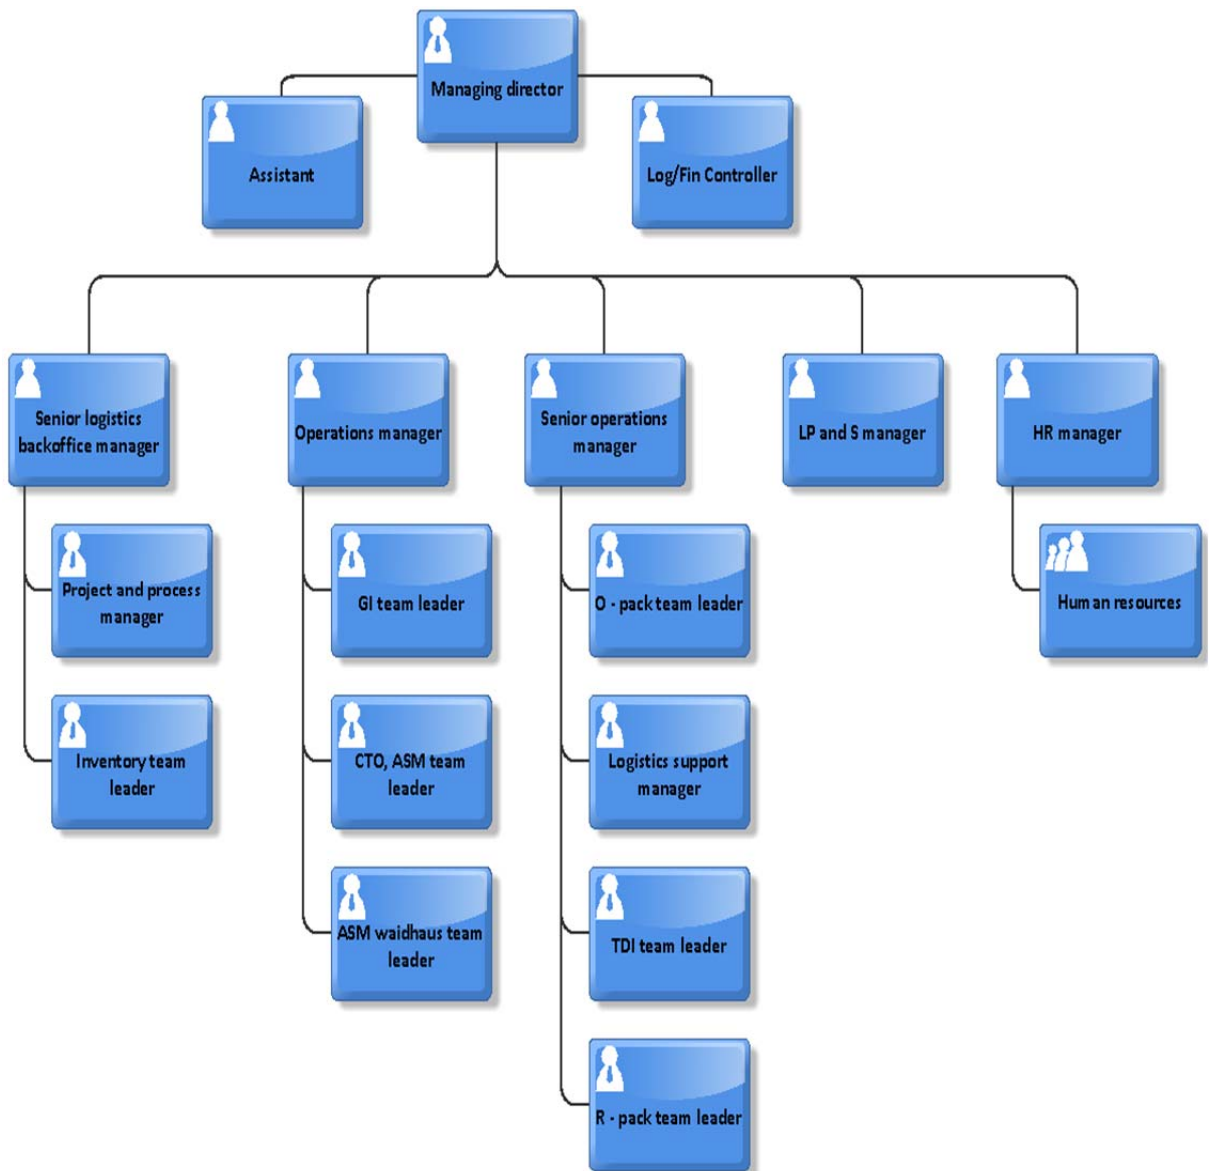 Managing director
Assistant
Log/Fin Controller
Senior logistics
backoffice manager
Operations manager
Senior operations
manager
LP and S manager
HR manager
Project and process
manager
GI team leader
O - pack team leader
Human resources
Inventory team
leader
CTO, ASM team
leader
Logistics support
manager
ASM waidhaus team
leader
TDI team leader
R - pack team leader